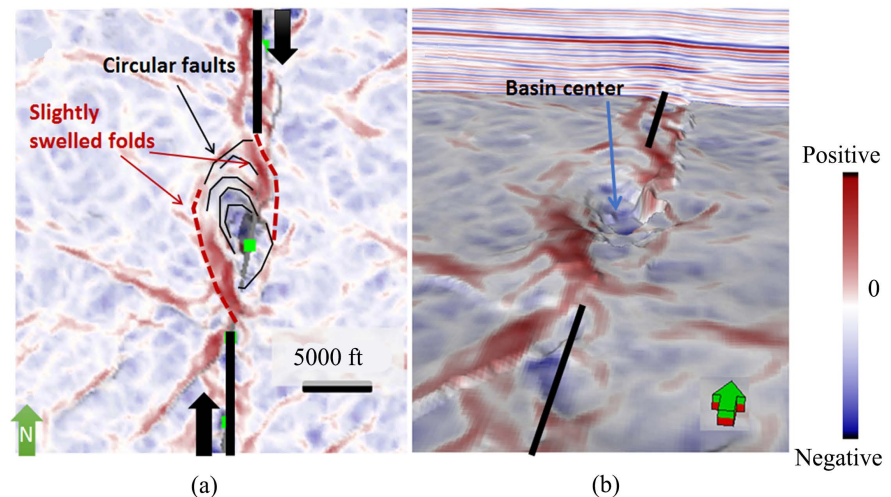 Circular faults
Slightly
swelled folds
5000 ft
N
(a)
Basin center
(b)
Positive
0
Negative